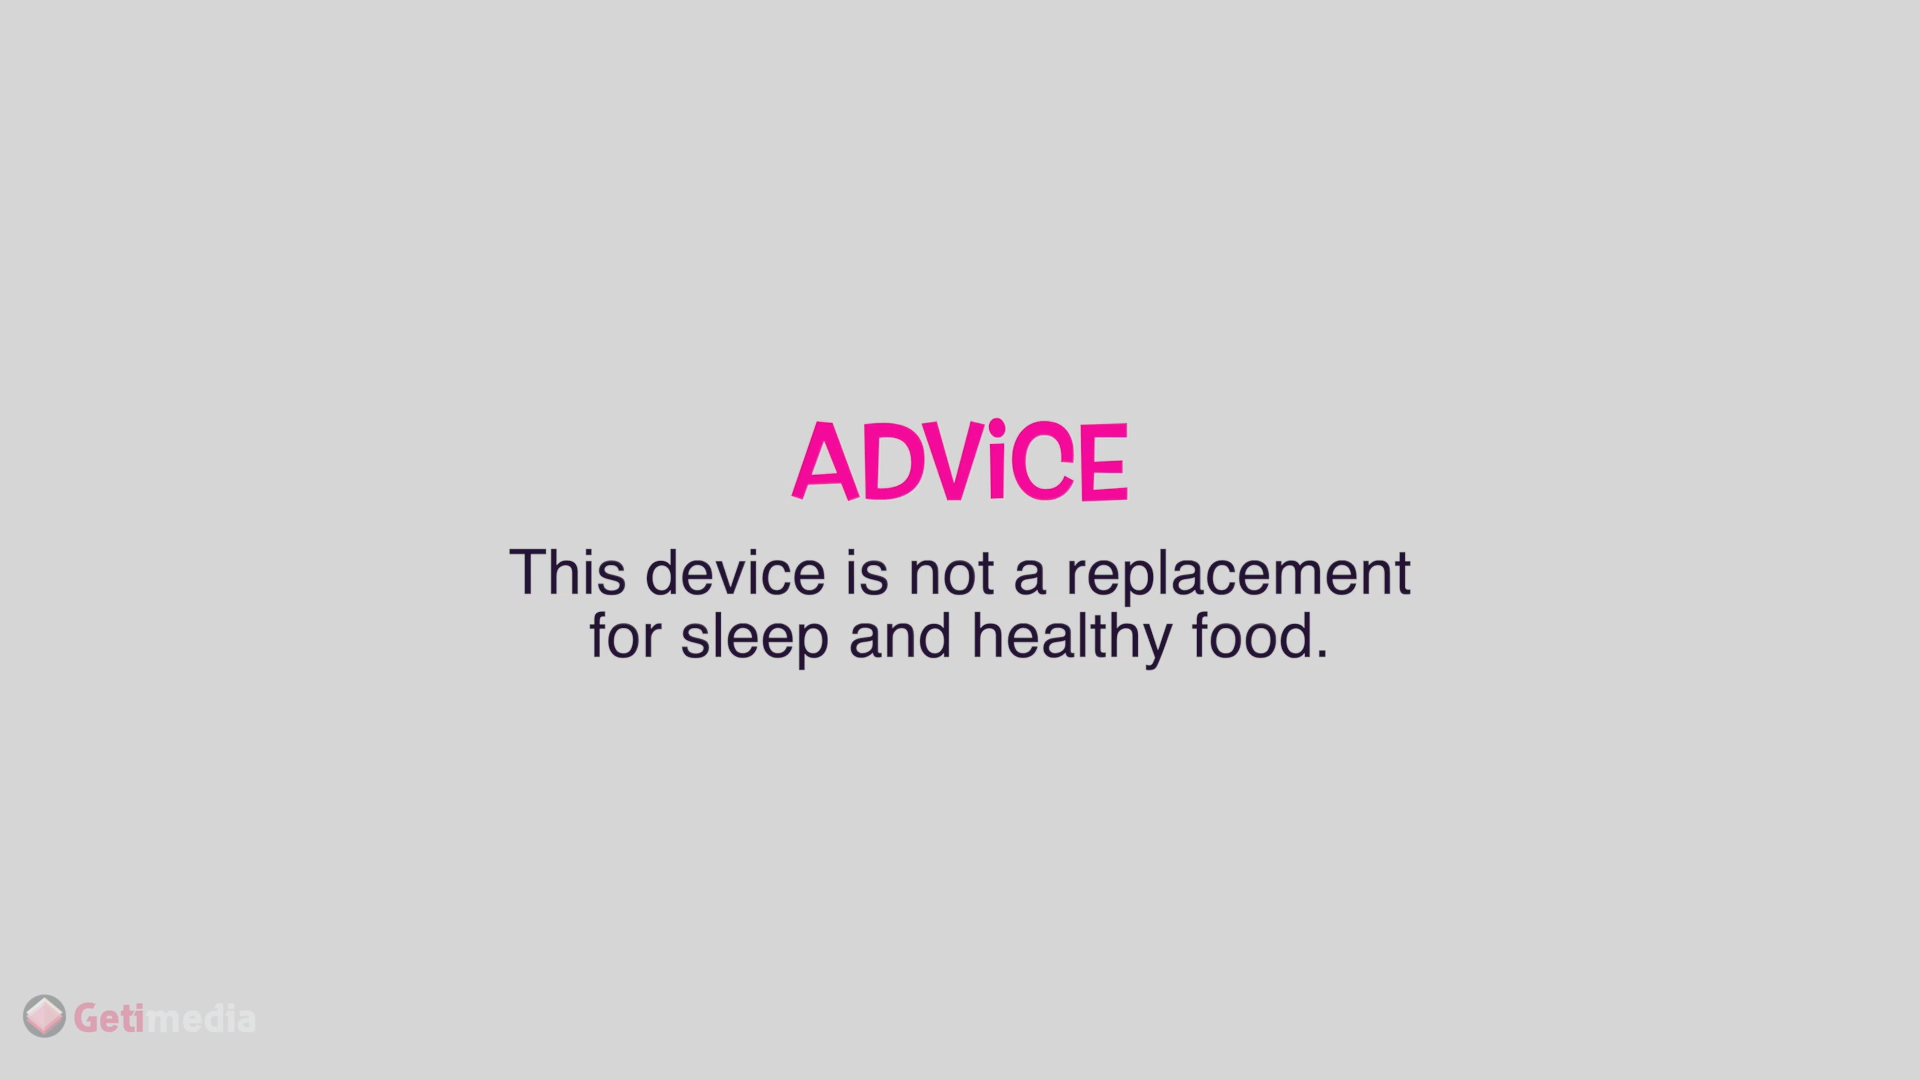 ADViCE
This device is not a replacement
for sleep and healthy food.
Getimedia